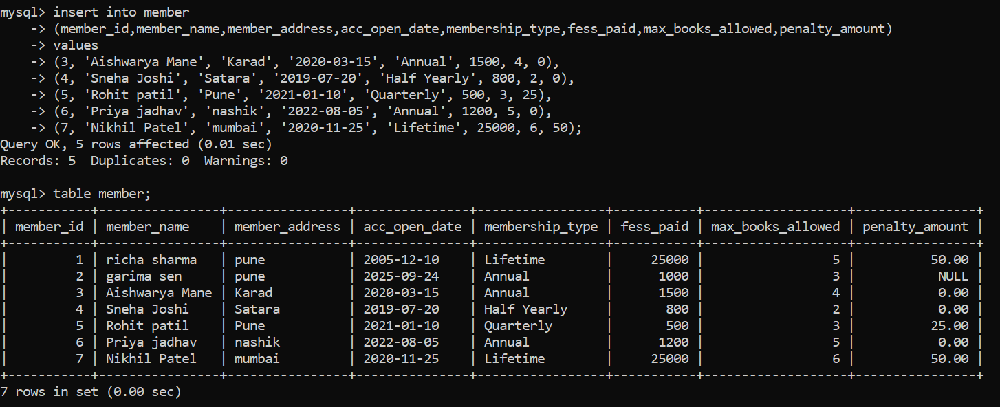 mysql> insert into member
    -> (member_id,member_name,member_address,acc_open_date,membership_type,fess_paid,max_books_allowed,penalty_amount)
    -> values
    -> (3, 'Aishwarya Mane', 'Karad', '2020-03-15', 'Annual', 1500, 4, 0),
    -> (4, 'Sneha Joshi', 'Satara', '2019-07-20', 'Half Yearly', 800, 2, 0),
    -> (5, 'Rohit patil', 'Pune', '2021-01-10', 'Quarterly', 500, 3, 25),
    -> (6, 'Priya jadhav', 'nashik', '2022-08-05', 'Annual', 1200, 5, 0),
    -> (7, 'Nikhil Patel', 'mumbai', '2020-11-25', 'Lifetime', 25000, 6, 50);
Query OK, 5 rows affected (0.01 sec)
Records: 5  Duplicates: 0  Warnings: 0

mysql> table member;
+-----------+----------------+----------------+---------------+-----------------+-----------+-------------------+----------------+
| member_id | member_name    | member_address | acc_open_date | membership_type | fess_paid | max_books_allowed | penalty_amount |
+-----------+----------------+----------------+---------------+-----------------+-----------+-------------------+----------------+
|         1 | richa sharma   | pune           | 2005-12-10    | Lifetime        |     25000 |                 5 |          50.00 |
|         2 | garima sen     | pune           | 2025-09-24    | Annual          |      1000 |                 3 |           NULL |
|         3 | Aishwarya Mane | Karad          | 2020-03-15    | Annual          |      1500 |                 4 |           0.00 |
|         4 | Sneha Joshi    | Satara         | 2019-07-20    | Half Yearly     |       800 |                 2 |           0.00 |
|         5 | Rohit patil    | Pune           | 2021-01-10    | Quarterly       |       500 |                 3 |          25.00 |
|         6 | Priya jadhav   | nashik         | 2022-08-05    | Annual          |      1200 |                 5 |           0.00 |
|         7 | Nikhil Patel   | mumbai         | 2020-11-25    | Lifetime        |     25000 |                 6 |          50.00 |
+-----------+----------------+----------------+---------------+-----------------+-----------+-------------------+----------------+
7 rows in set (0.00 sec)